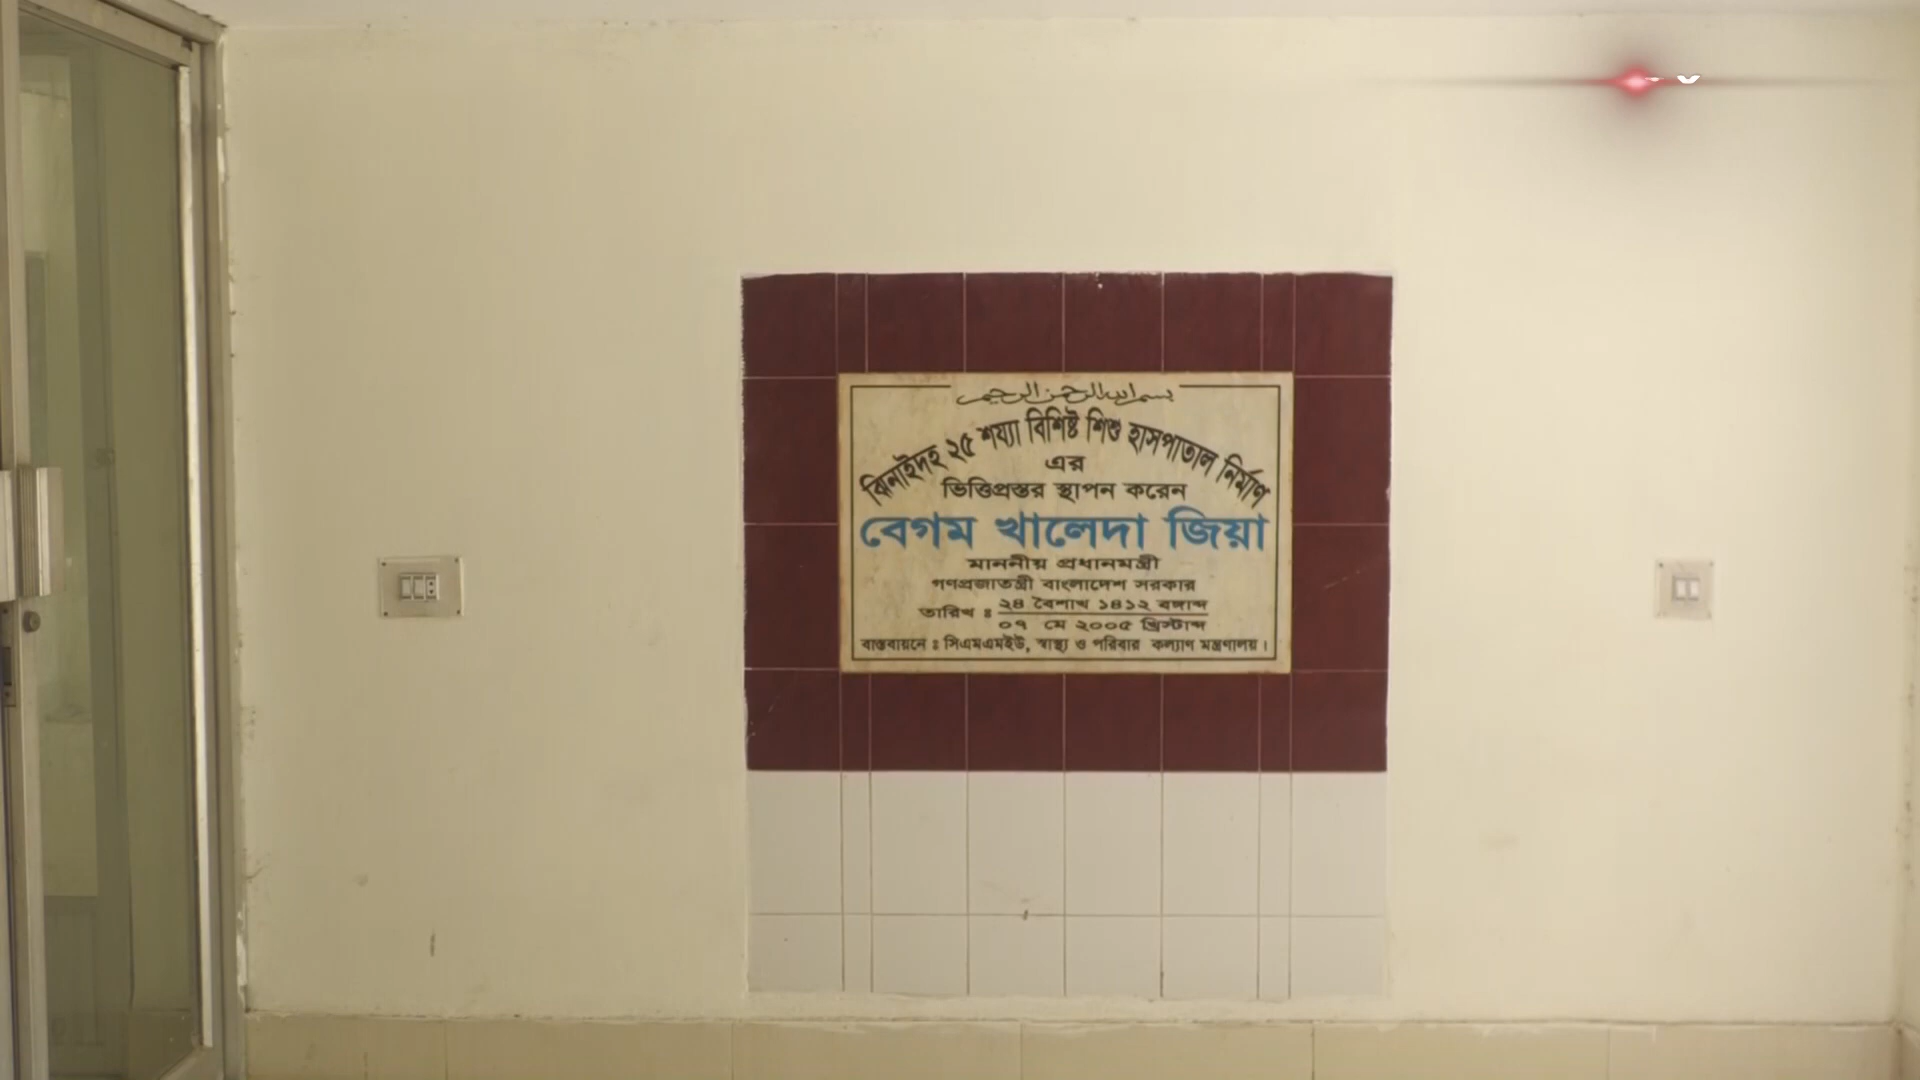 بسم الله الرحمن الرحيم
ঝিনাইদহ ২৫ শয্যা বিশিষ্ট শিশু হাসপাতাল নির্মাণ
এর
ভিত্তিপ্রস্তর স্থাপন করেন
বেগম খালেদা জিয়া
মাননীয় প্রধানমন্ত্রী
গণপ্রজাতন্ত্রী বাংলাদেশ সরকার
তারিখ : ২৪ বৈশাখ ১৪১২ বঙ্গাব্দ
০৭ মে ২০০৫ খ্রিস্টাব্দ
বাস্তবায়নে : সিএমএমইউ, স্বাস্থ্য ও পরিবার কল্যাণ মন্ত্রণালয় ।